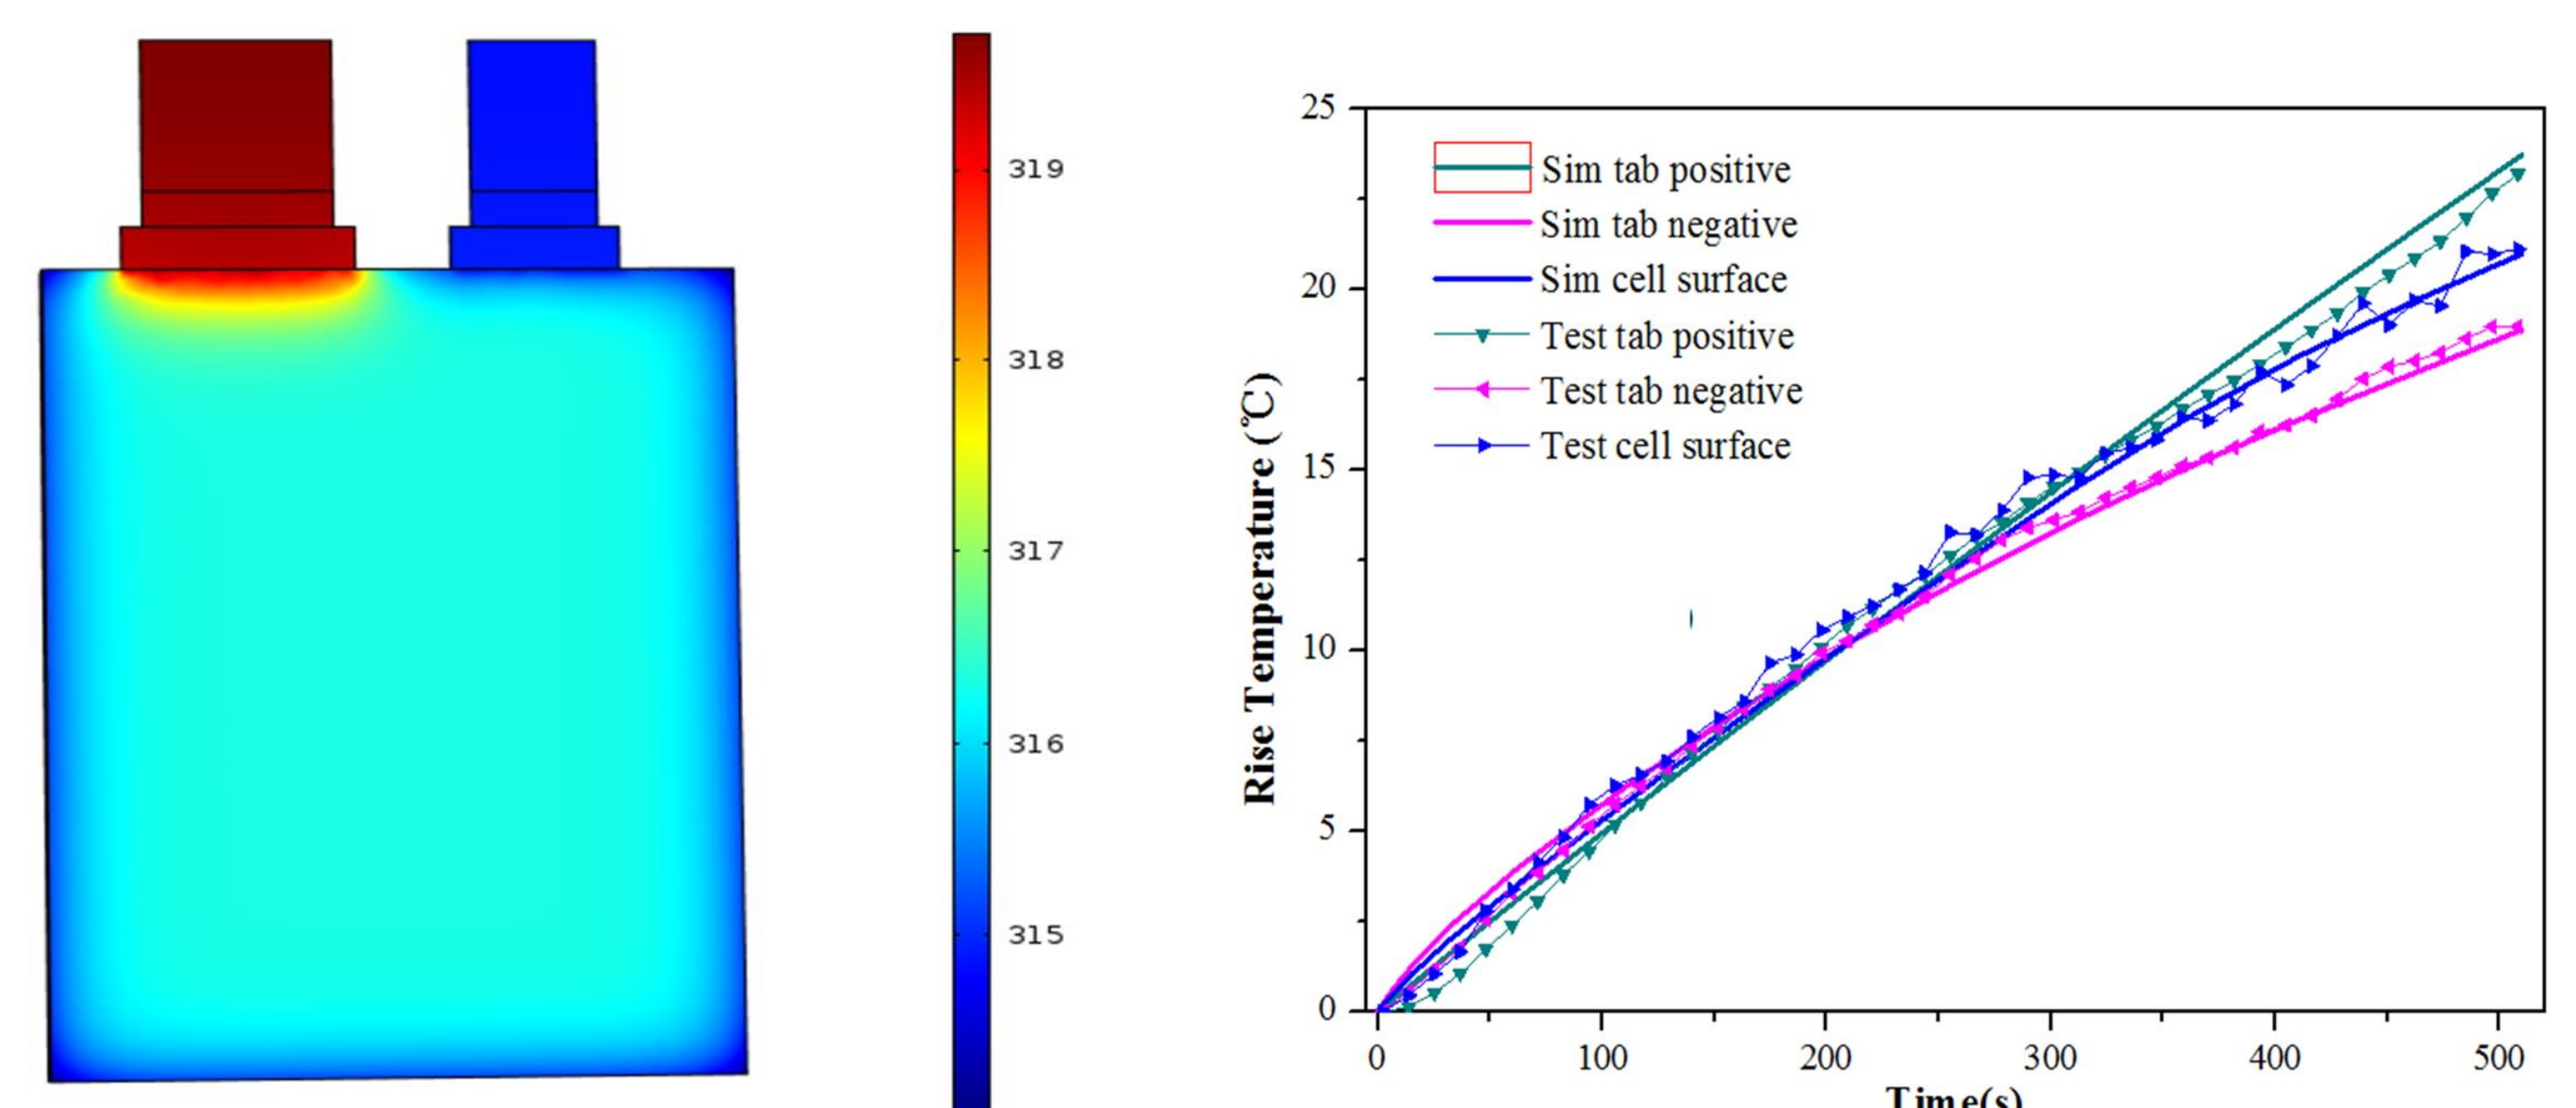 319
318
317
316
315
25
20
15
10
5
0
Rise Temperature (℃)
Sim tab positive
Sim tab negative
Sim cell surface
Test tab positive
Test tab negative
Test cell surface
0 100 200 300 400 500
Time(s)